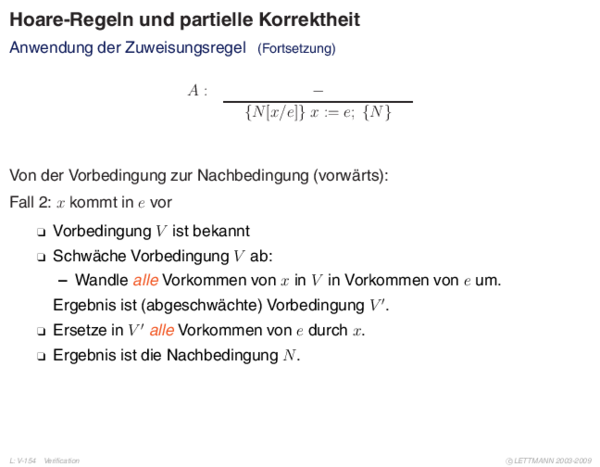 Hoare-Regeln und partielle Korrektheit
Anwendung der Zuweisungsregel (Fortsetzung)
A : –
{N[x/e]} x := e; {N}
Von der Vorbedingung zur Nachbedingung (vorwärts):
Fall 2: x kommt in e vor
❑ Vorbedingung V ist bekannt
❑ Schwäche Vorbedingung V ab:
– Wandle alle Vorkommen von x in V in Vorkommen von e um.
Ergebnis ist (abgeschwächte) Vorbedingung V′.
❑ Ersetze in V′ alle Vorkommen von e durch x.
❑ Ergebnis ist die Nachbedingung N.
L: V-154 Verification © LETTMANN 2003-2009